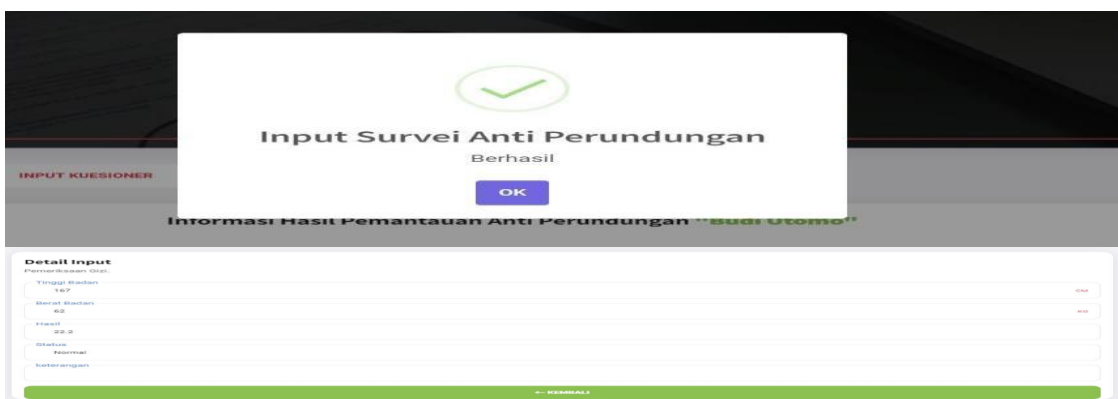 Input Survei Anti Perundungan
Berhasil
OK
INPUT KUESIONER
Informasi Hasil Pemantauan Anti Perundungan "Budi Utomo"
Detail Input
Pemeriksaan Gizi.
Tinggi Badan
167 CM
Berat Badan
62 KG
Hasil
22.2
Status
Normal
keterangan
← KEMBALI